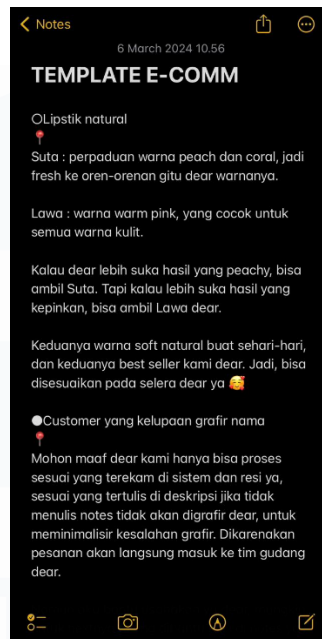 Notes
6 March 2024 10.56
TEMPLATE E-COMM
○Lipstik natural
📍
Suta : perpaduan warna peach dan coral, jadi
fresh ke oren-orenan gitu dear warnanya.
Lawa : warna warm pink, yang cocok untuk
semua warna kulit.
Kalau dear lebih suka hasil yang peachy, bisa
ambil Suta. Tapi kalau lebih suka hasil yang
kepinkan, bisa ambil Lawa dear.
Keduanya warna soft natural buat sehari-hari,
dan keduanya best seller kami dear. Jadi, bisa
disesuaikan pada selera dear ya 🥰
●Customer yang kelupaan grafir nama
📍
Mohon maaf dear kami hanya bisa proses
sesuai yang terekam di sistem dan resi ya,
sesuai yang tertulis di deskripsi jika tidak
menulis notes tidak akan digrafir dear, untuk
meminimalisir kesalahan grafir. Dikarenakan
pesanan akan langsung masuk ke tim gudang
dear.